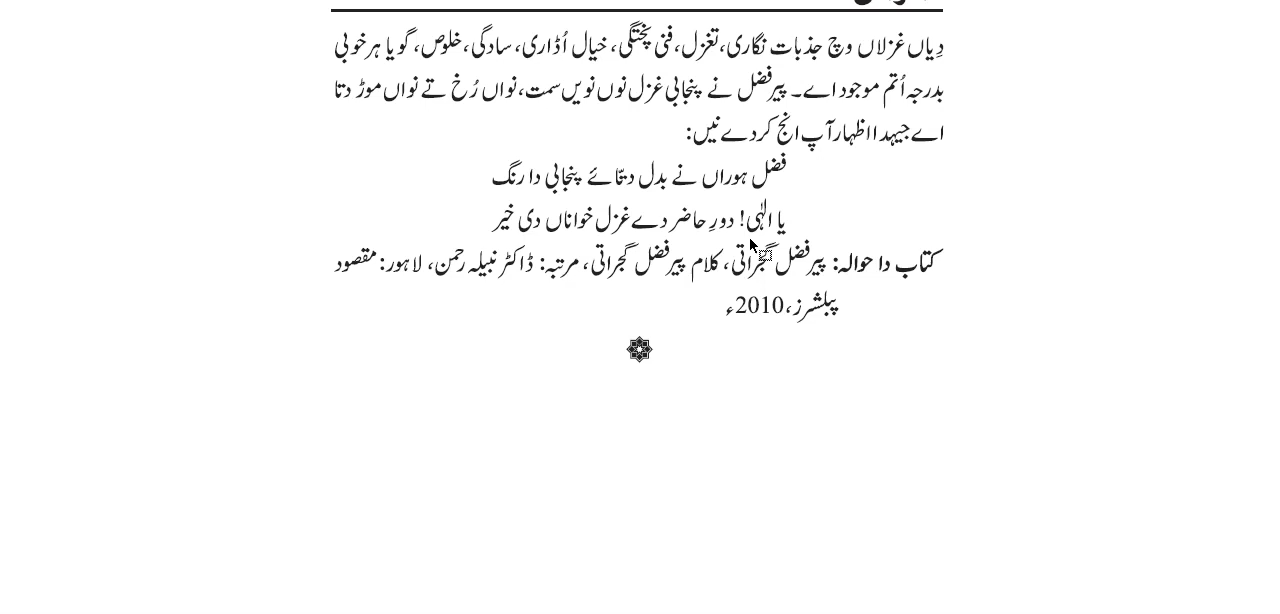 دِیاں غزلاں وچ جذبات نگاری، تغزل، فنی پختگی، خیال اُڈاری، سادگی، خلوص، گویا ہر خوبی
بدرجہ اُتم موجود اے۔ پیر فضل نے پنجابی غزل نوں نویں سمت، نواں رُخ تے نواں موڑ دتا
اے جیہدا اظہار آپ انج کردے نیں:
فضل ہوراں نے بدل دتّا ئے پنجابی دا رنگ
یا الٰہی! دورِ حاضر دے غزل خواناں دی خیر
کتاب دا حوالہ: پیر فضل گجراتی، کلام پیر فضل گجراتی، مرتبہ: ڈاکٹر نبیلہ رحمن، لاہور: مقصود
پبلشرز، 2010ء